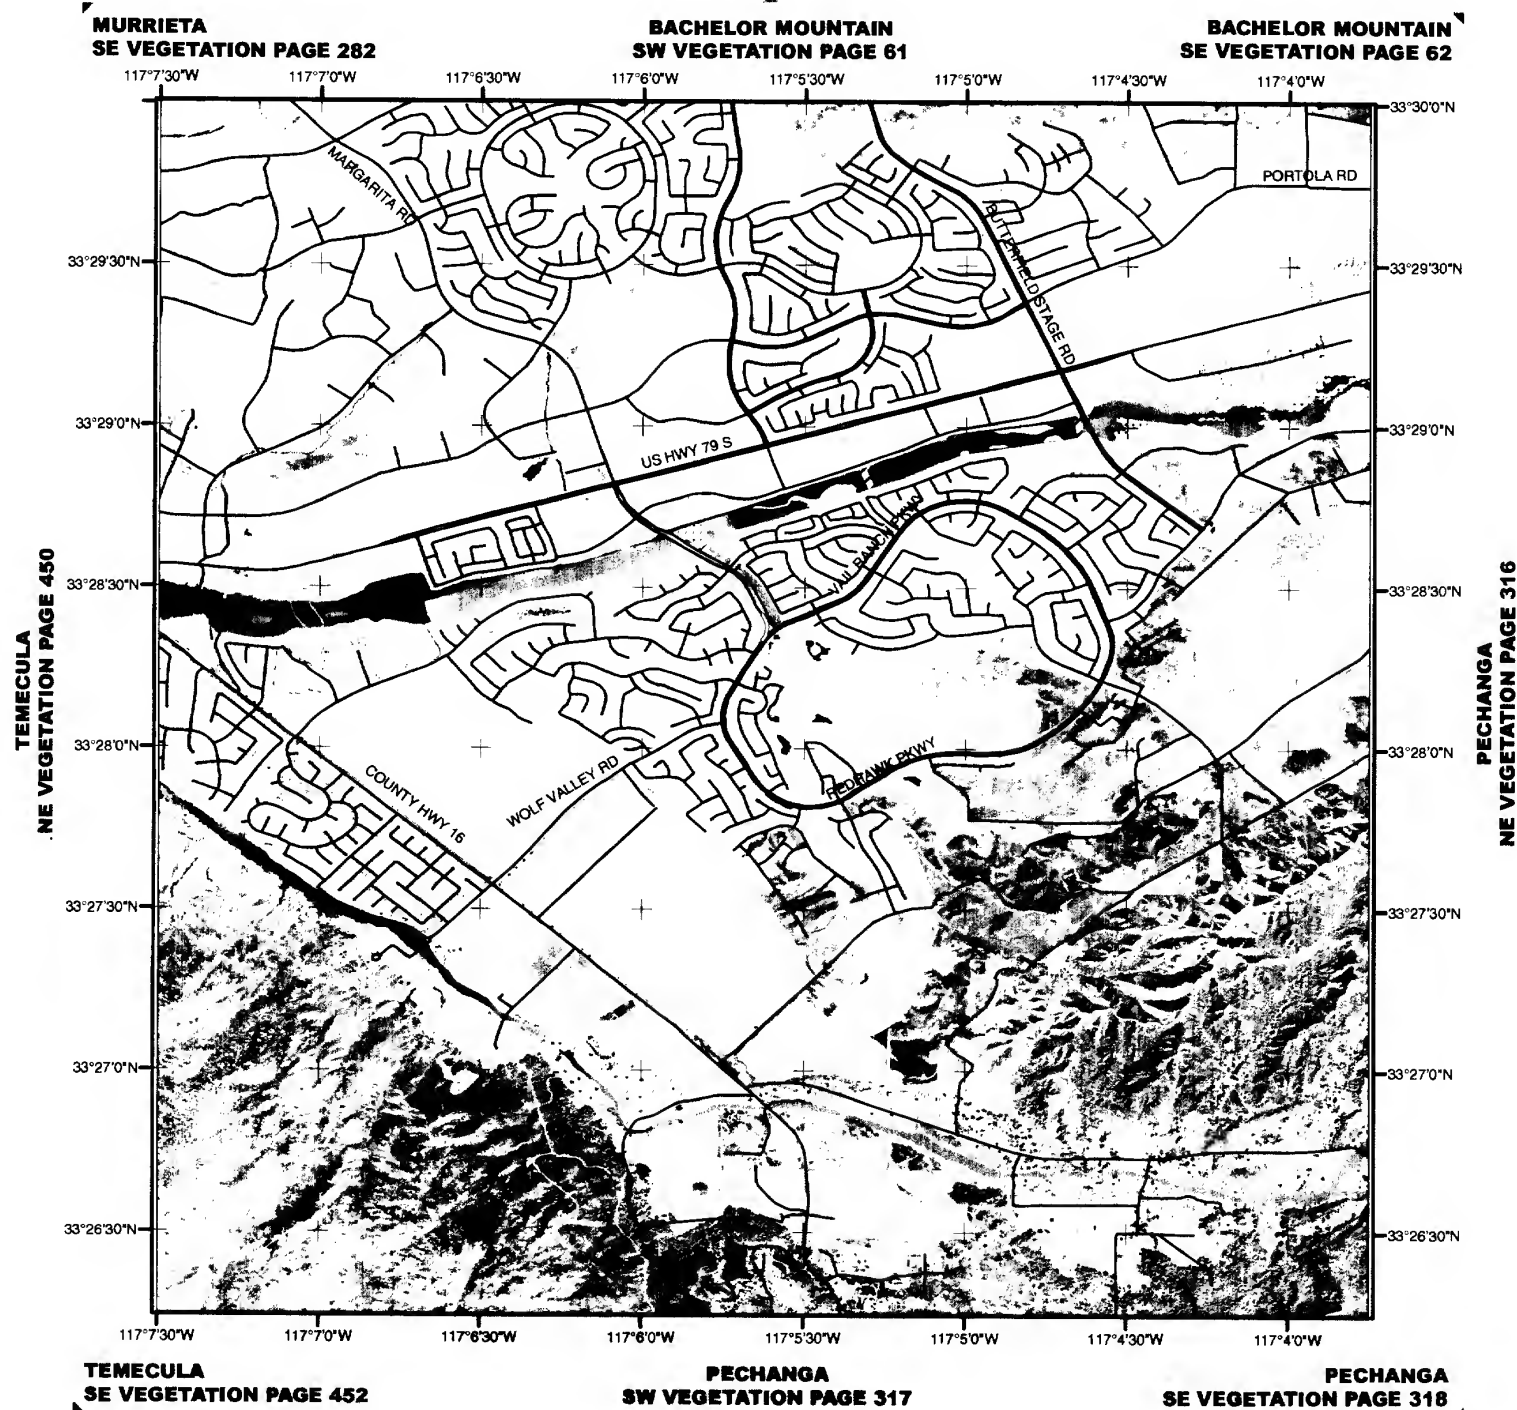 MURRIETA
SE VEGETATION PAGE 282
BACHELOR MOUNTAIN
SW VEGETATION PAGE 61
BACHELOR MOUNTAIN
SE VEGETATION PAGE 62
117°7'30"W 117°7'0"W 117°6'30"W 117°6'0"W 117°5'30"W 117°5'0"W 117°4'30"W 117°4'0"W
33°30'0"N
MARGARITA RD
PORTOLA RD
BUTTERFIELD STAGE RD
33°29'30"N
33°29'30"N
33°29'0"N
33°29'0"N
US HWY 79 S
VAIL RANCH PKWY
33°28'30"N
33°28'30"N
TEMECULA
NE VEGETATION PAGE 450
PECHANGA
NE VEGETATION PAGE 316
33°28'0"N
33°28'0"N
COUNTY HWY 16
WOLF VALLEY RD
REDHAWK PKWY
33°27'30"N
33°27'30"N
33°27'0"N
33°27'0"N
33°26'30"N
33°26'30"N
117°7'30"W 117°7'0"W 117°6'30"W 117°6'0"W 117°5'30"W 117°5'0"W 117°4'30"W 117°4'0"W
TEMECULA
SE VEGETATION PAGE 452
PECHANGA
SW VEGETATION PAGE 317
PECHANGA
SE VEGETATION PAGE 318